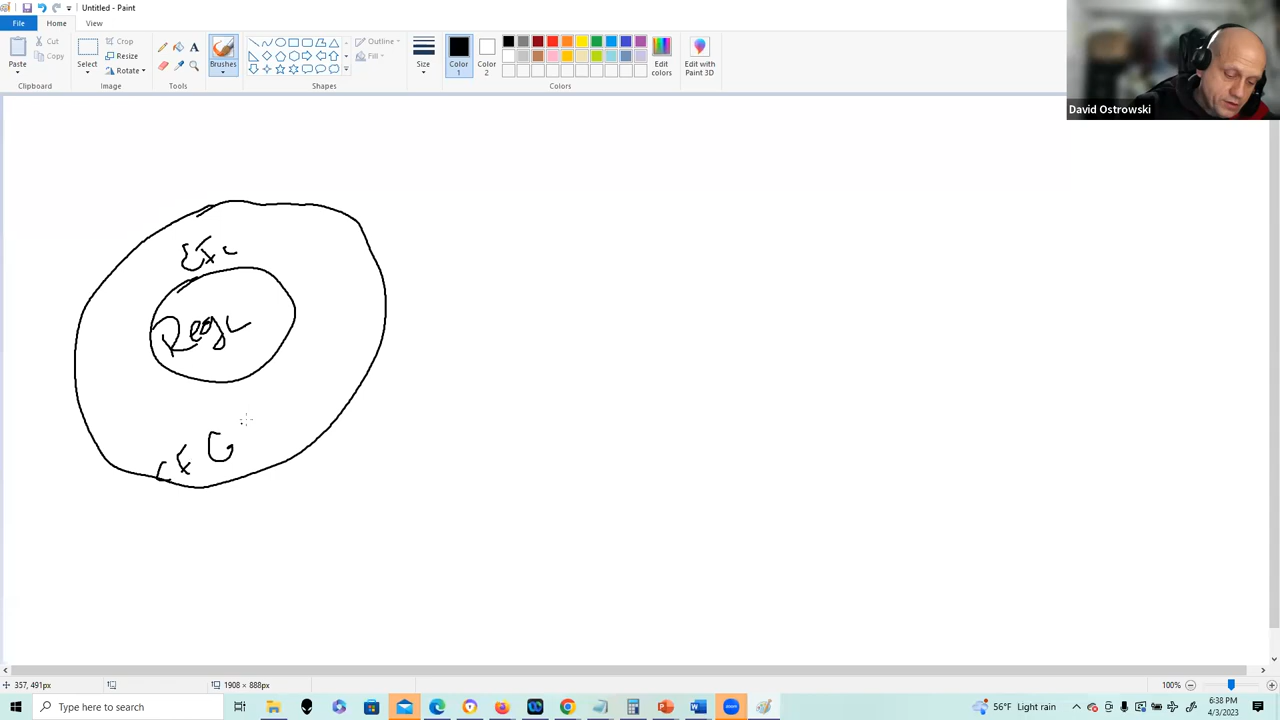 Untitled - Paint
File
Home
View
Cut
Copy
Paste
Clipboard
Select
Crop
Resize
Rotate
Image
Tools
Brushes
Shapes
Outline
Fill
Size
Color
1
Color
2
Edit
colors
Colors
Edit with
Paint 3D
David Ostrowski
G
357, 491px
1908 × 888px
100%
Type here to search
56°F Light rain
6:38 PM
4/3/2023